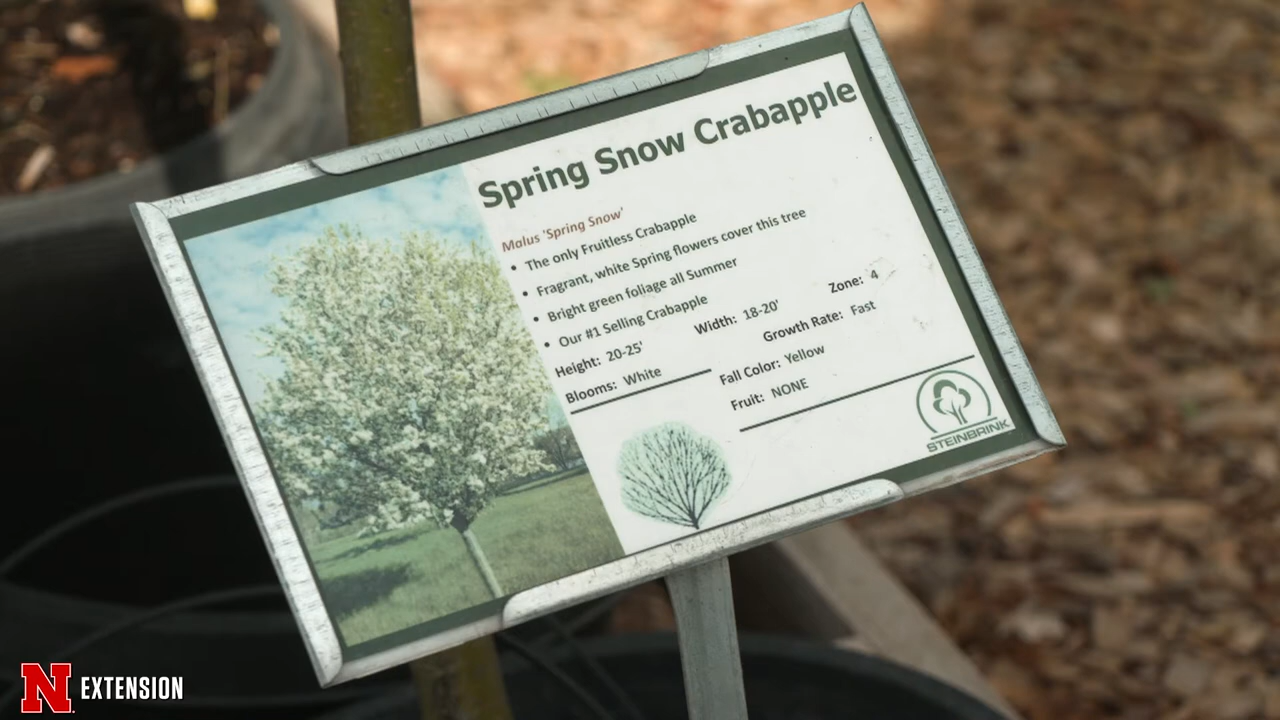 Spring Snow Crabapple
Malus 'Spring Snow'
• The only Fruitless Crabapple
• Fragrant, white Spring flowers cover this tree
• Bright green foliage all Summer
• Our #1 Selling Crabapple
Height: 20-25' Width: 18-20' Zone: 4
Growth Rate: Fast
Blooms: White Fall Color: Yellow
Fruit: NONE
STEINBRINK
N EXTENSION